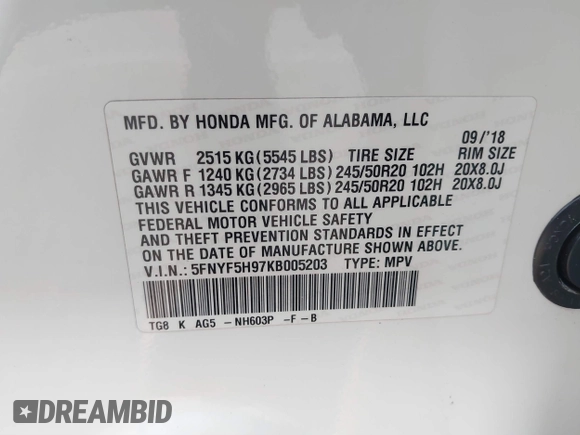 MFD. BY HONDA MFG. OF ALABAMA, LLC
09/'18
GVWR 2515 KG (5545 LBS) TIRE SIZE RIM SIZE
GAWR F 1240 KG (2734 LBS) 245/50R20 102H 20X8.0J
GAWR R 1345 KG (2965 LBS) 245/50R20 102H 20X8.0J
THIS VEHICLE CONFORMS TO ALL APPLICABLE
FEDERAL MOTOR VEHICLE SAFETY
AND THEFT PREVENTION STANDARDS IN EFFECT
ON THE DATE OF MANUFACTURE SHOWN ABOVE.
V.I.N.: 5FNYF5H97KB005203 TYPE: MPV
TG8 K AG5 -NH603P -F-B
DREAMBID